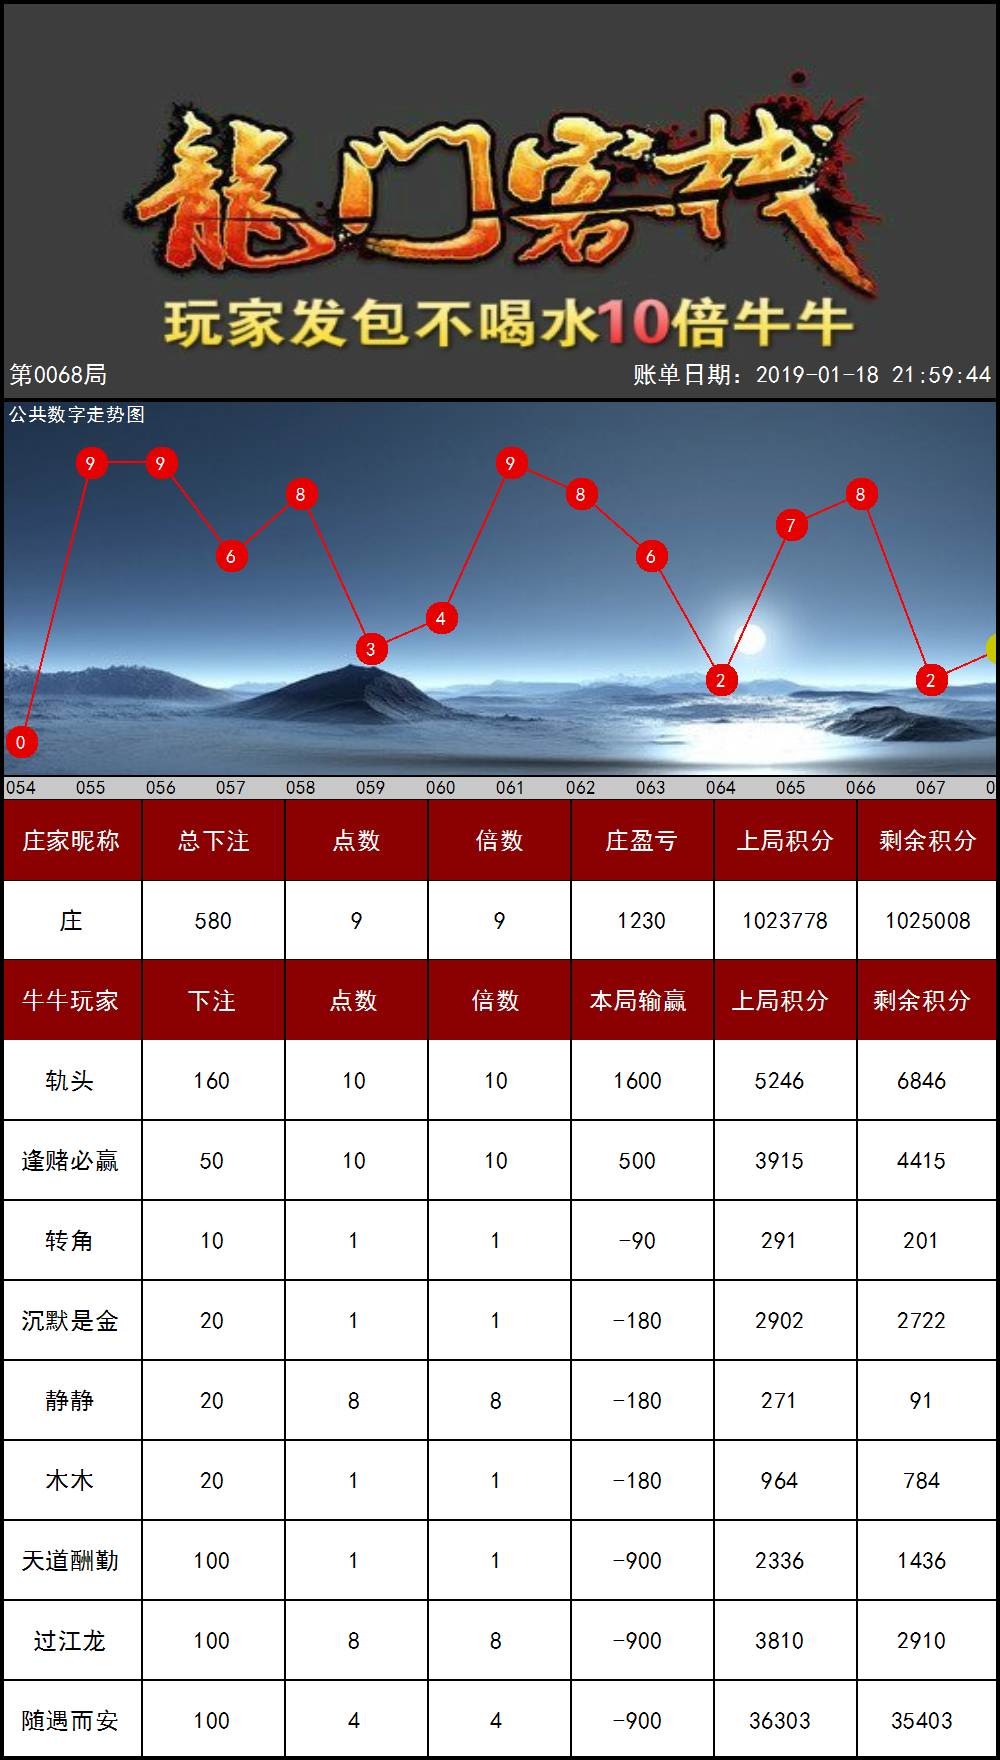 龍门客栈
玩家发包不喝水10倍牛牛
第0068局 账单日期：2019-01-18 21:59:44
公共数字走势图
0 9 9 6 8 3 4 9 8 6 2 7 8 2
054 055 056 057 058 059 060 061 062 063 064 065 066 067 0
庄家昵称 总下注 点数 倍数 庄盈亏 上局积分 剩余积分
庄 580 9 9 1230 1023778 1025008
牛牛玩家 下注 点数 倍数 本局输赢 上局积分 剩余积分
轨头 160 10 10 1600 5246 6846
逢赌必赢 50 10 10 500 3915 4415
转角 10 1 1 -90 291 201
沉默是金 20 1 1 -180 2902 2722
静静 20 8 8 -180 271 91
木木 20 1 1 -180 964 784
天道酬勤 100 1 1 -900 2336 1436
过江龙 100 8 8 -900 3810 2910
随遇而安 100 4 4 -900 36303 35403